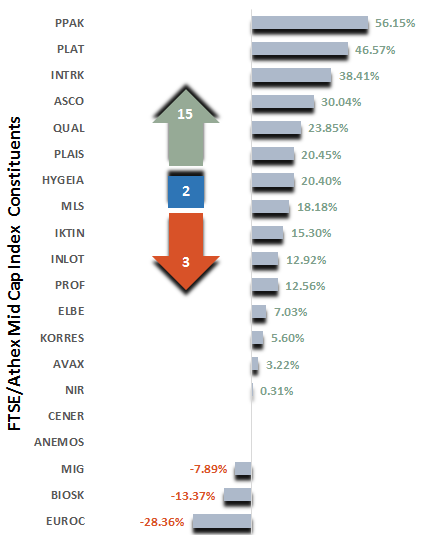 FTSE/Athex Mid Cap Index Constituents
PPAK 56.15%
PLAT 46.57%
INTRK 38.41%
ASCO 30.04%
QUAL 23.85%
PLAIS 20.45%
HYGEIA 20.40%
MLS 18.18%
IKTIN 15.30%
INLOT 12.92%
PROF 12.56%
ELBE 7.03%
KORRES 5.60%
AVAX 3.22%
NIR 0.31%
CENER
ANEMOS
MIG -7.89%
BIOSK -13.37%
EUROC -28.36%
15
2
3